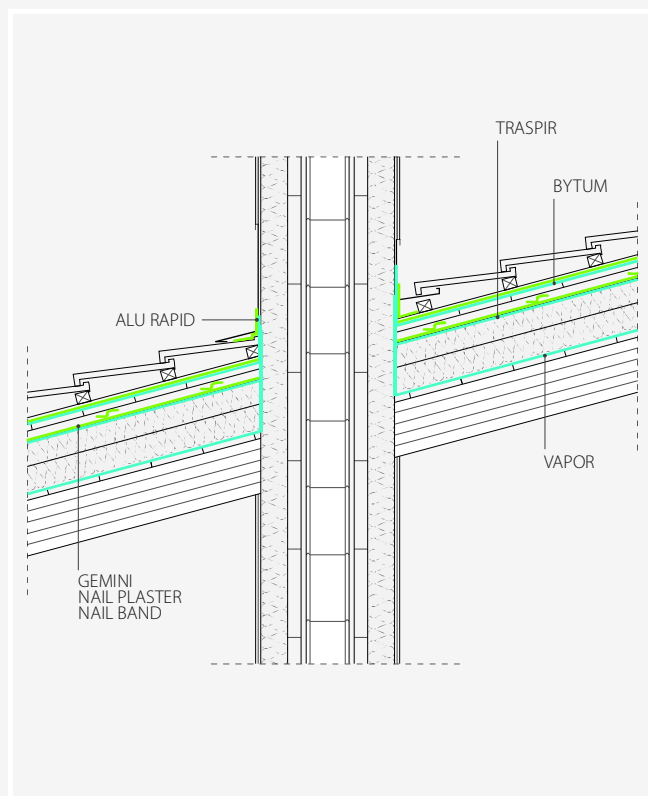 TRASPIR
BYTUM
ALU RAPID
VAPOR
GEMINI
NAIL PLASTER
NAIL BAND